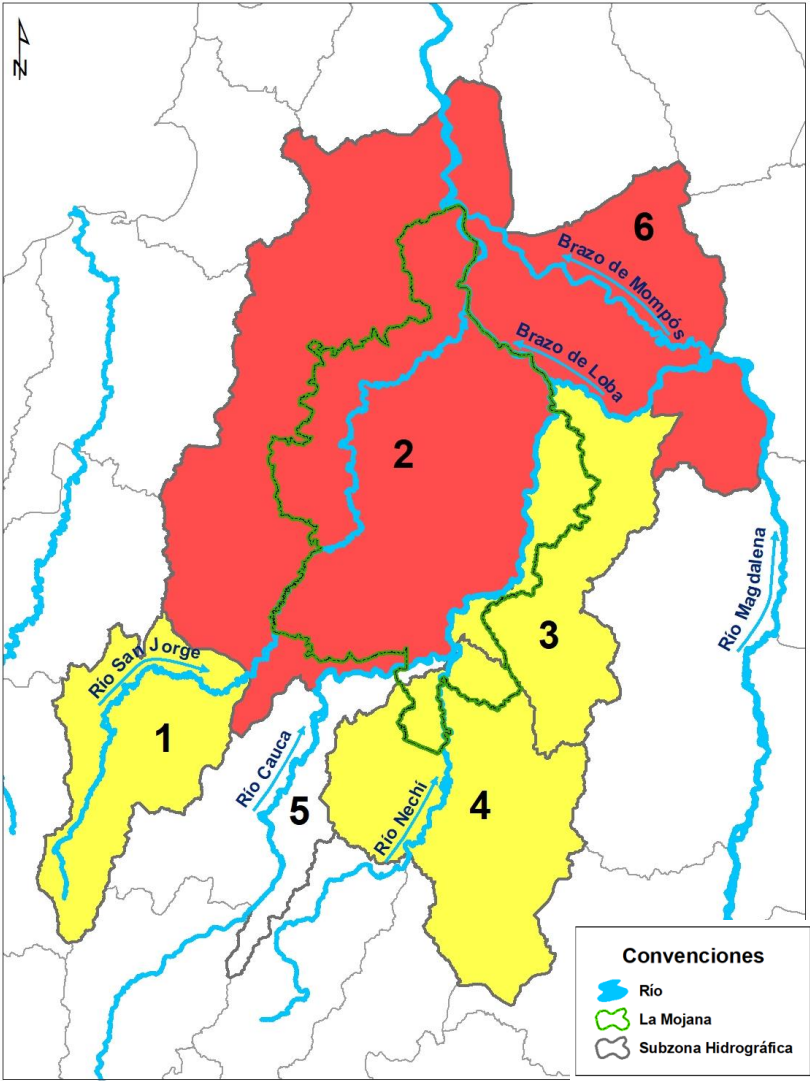 N
6
Brazo de Mompós
Brazo de Loba
2
Río Magdalena
3
Río San Jorge
1
Río Cauca
5
4
Río Nechí
Convenciones
Río
La Mojana
Subzona Hidrográfica